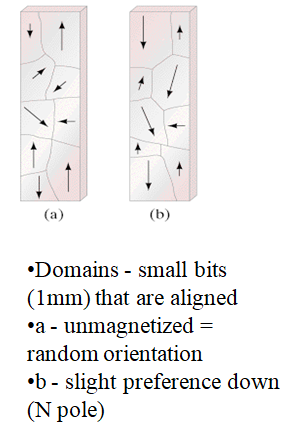 (a) (b)
•Domains - small bits
(1mm) that are aligned
•a - unmagnetized =
random orientation
•b - slight preference down
(N pole)